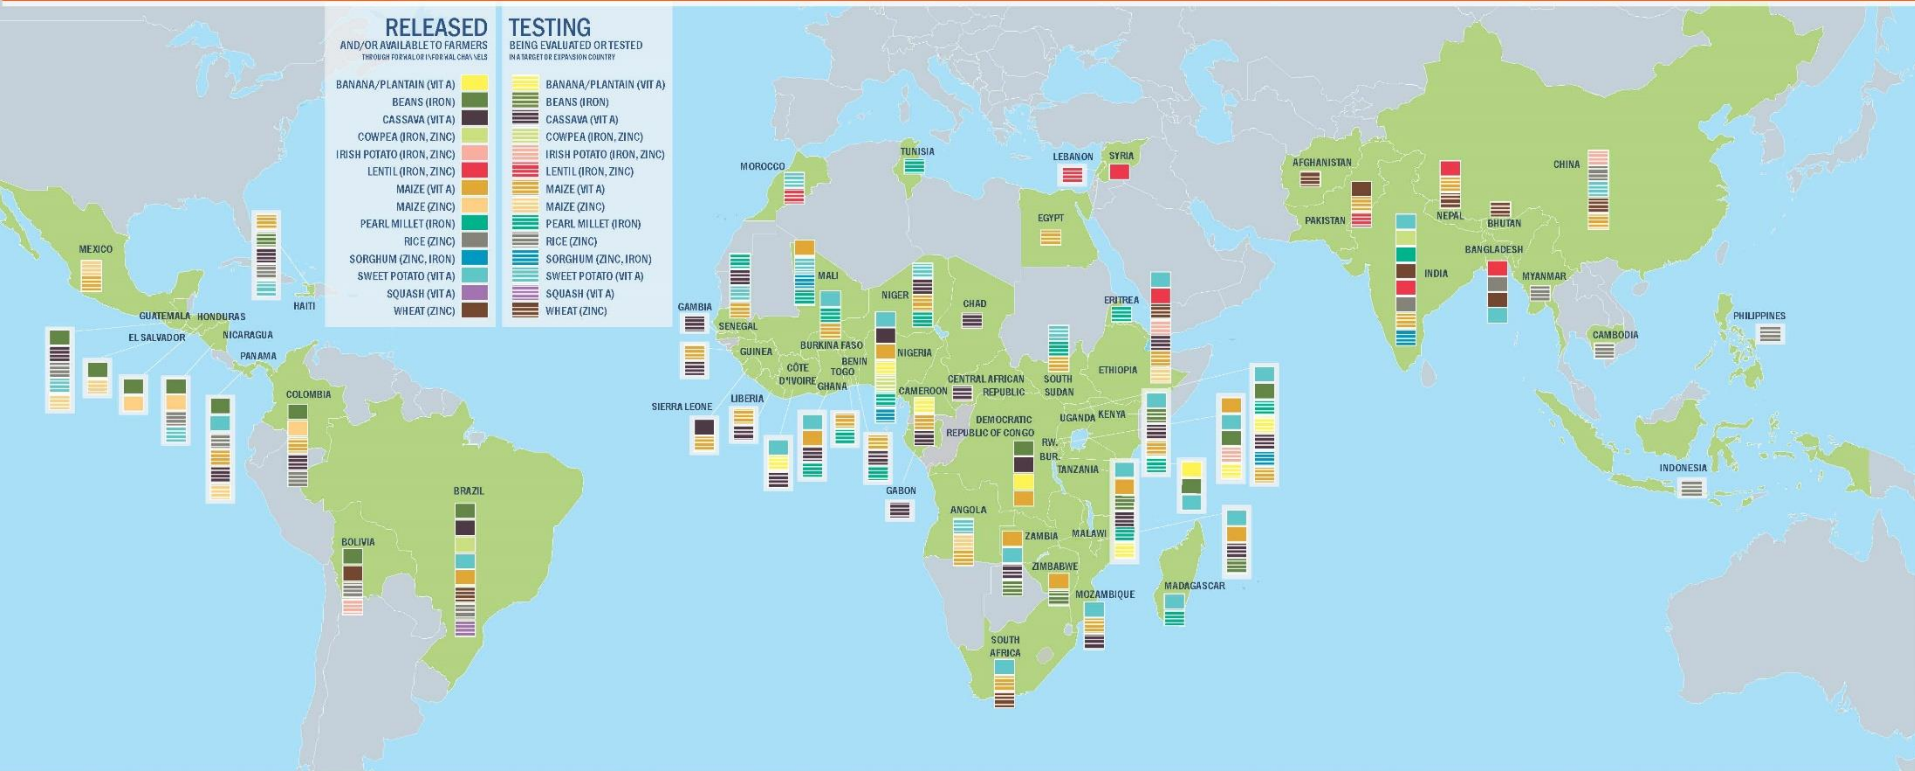 RELEASED
AND/OR AVAILABLE TO FARMERS
THROUGH FORMAL OR INFORMAL CHANNELS
BANANA/PLANTAIN (VIT A)
BEANS (IRON)
CASSAVA (VIT A)
COWPEA (IRON, ZINC)
IRISH POTATO (IRON, ZINC)
LENTIL (IRON, ZINC)
MAIZE (VIT A)
MAIZE (ZINC)
PEARL MILLET (IRON)
RICE (ZINC)
SORGHUM (ZINC, IRON)
SWEET POTATO (VIT A)
SQUASH (VIT A)
WHEAT (ZINC)
TESTING
BEING EVALUATED OR TESTED
IN A TARGET OR EXPANSION COUNTRY
BANANA/PLANTAIN (VIT A)
BEANS (IRON)
CASSAVA (VIT A)
COWPEA (IRON, ZINC)
IRISH POTATO (IRON, ZINC)
LENTIL (IRON, ZINC)
MAIZE (VIT A)
MAIZE (ZINC)
PEARL MILLET (IRON)
RICE (ZINC)
SORGHUM (ZINC, IRON)
SWEET POTATO (VIT A)
SQUASH (VIT A)
WHEAT (ZINC)
MEXICO
HAITI
GUATEMALA
HONDURAS
EL SALVADOR
NICARAGUA
PANAMA
COLOMBIA
BRAZIL
BOLIVIA
MOROCCO
TUNISIA
LEBANON
SYRIA
EGYPT
MALI
NIGER
CHAD
ERITREA
GAMBIA
SENEGAL
GUINEA
BURKINA FASO
BENIN
TOGO
CÔTE
D'IVOIRE
GHANA
NIGERIA
CAMEROON
CENTRAL AFRICAN
REPUBLIC
SOUTH
SUDAN
ETHIOPIA
SIERRA LEONE
LIBERIA
DEMOCRATIC
REPUBLIC OF CONGO
UGANDA
KENYA
RW.
BUR.
TANZANIA
GABON
ANGOLA
ZAMBIA
MALAWI
ZIMBABWE
MOZAMBIQUE
MADAGASCAR
SOUTH
AFRICA
AFGHANISTAN
PAKISTAN
NEPAL
BHUTAN
CHINA
INDIA
BANGLADESH
MYANMAR
CAMBODIA
PHILIPPINES
INDONESIA